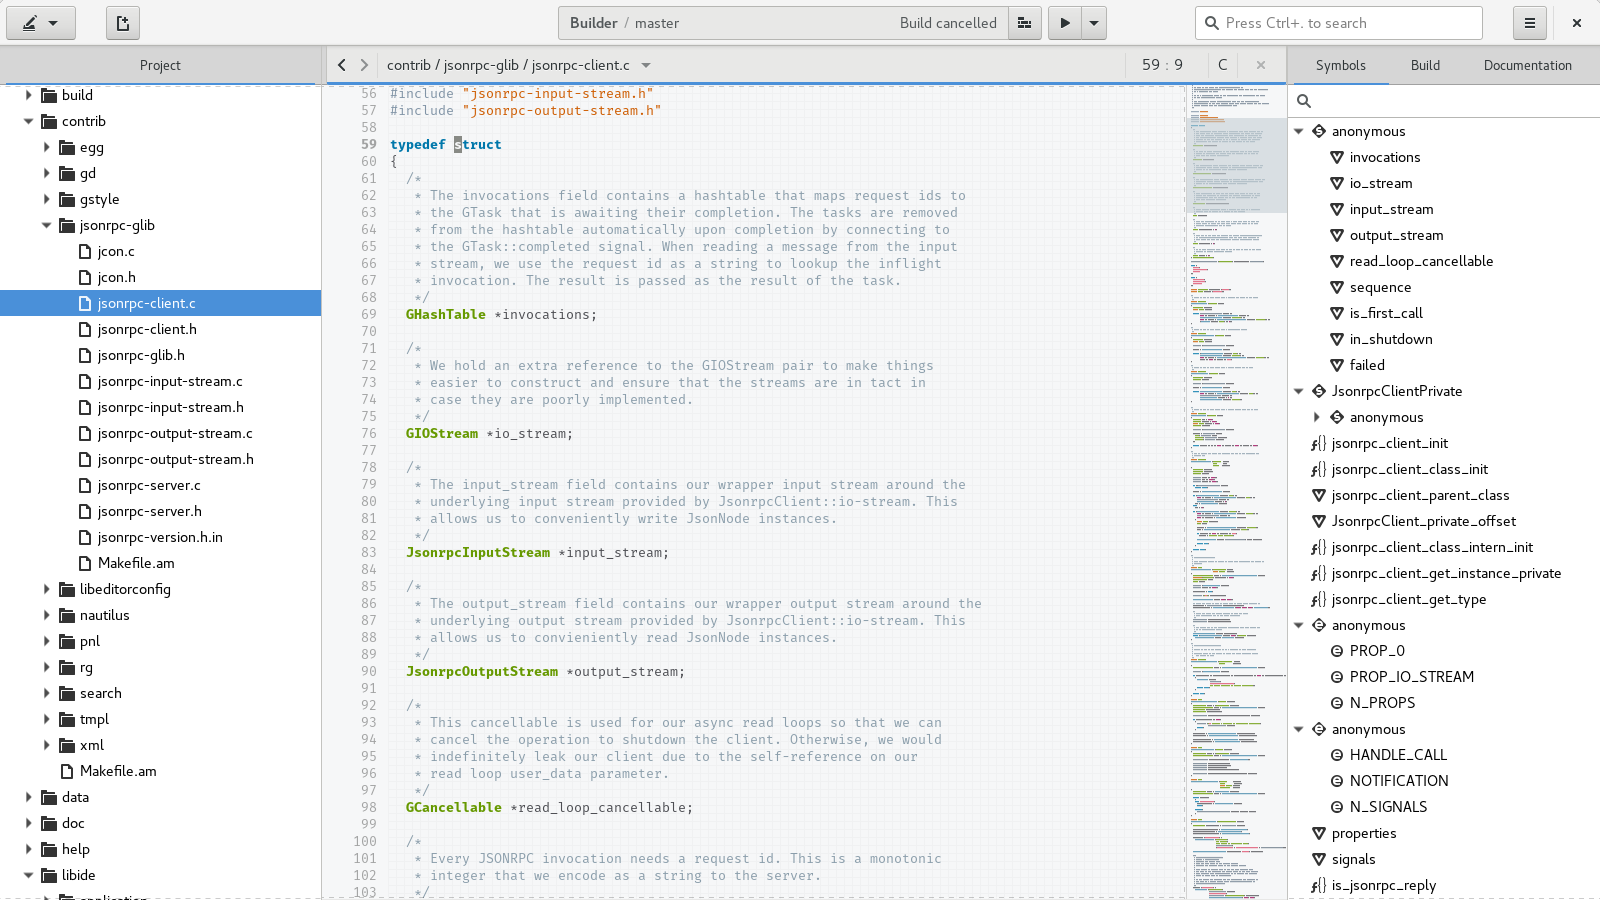 Builder / master
Build cancelled
Press Ctrl+. to search
Project
build
contrib
egg
gd
gstyle
jsonrpc-glib
jcon.c
jcon.h
jsonrpc-client.c
jsonrpc-client.h
jsonrpc-glib.h
jsonrpc-input-stream.c
jsonrpc-input-stream.h
jsonrpc-output-stream.c
jsonrpc-output-stream.h
jsonrpc-server.c
jsonrpc-server.h
jsonrpc-version.h.in
Makefile.am
libeditorconfig
nautilus
pnl
rg
search
tmpl
xml
Makefile.am
data
doc
help
libide
application
contrib / jsonrpc-glib / jsonrpc-client.c
59 : 9
C
56 #include "jsonrpc-input-stream.h"
57 #include "jsonrpc-output-stream.h"
58
59 typedef struct
60 {
61 /*
62 * The invocations field contains a hashtable that maps request ids to
63 * the GTask that is awaiting their completion. The tasks are removed
64 * from the hashtable automatically upon completion by connecting to
65 * the GTask::completed signal. When reading a message from the input
66 * stream, we use the request id as a string to lookup the inflight
67 * invocation. The result is passed as the result of the task.
68 */
69 GHashTable *invocations;
70
71 /*
72 * We hold an extra reference to the GIOStream pair to make things
73 * easier to construct and ensure that the streams are in tact in
74 * case they are poorly implemented.
75 */
76 GIOStream *io_stream;
77
78 /*
79 * The input_stream field contains our wrapper input stream around the
80 * underlying input stream provided by JsonrpcClient::io-stream. This
81 * allows us to conveniently write JsonNode instances.
82 */
83 JsonrpcInputStream *input_stream;
84
85 /*
86 * The output_stream field contains our wrapper output stream around the
87 * underlying output stream provided by JsonrpcClient::io-stream. This
88 * allows us to convieniently read JsonNode instances.
89 */
90 JsonrpcOutputStream *output_stream;
91
92 /*
93 * This cancellable is used for our async read loops so that we can
94 * cancel the operation to shutdown the client. Otherwise, we would
95 * indefinitely leak our client due to the self-reference on our
96 * read loop user_data parameter.
97 */
98 GCancellable *read_loop_cancellable;
99
100 /*
101 * Every JSONRPC invocation needs a request id. This is a monotonic
102 * integer that we encode as a string to the server.
103 */
Symbols
Build
Documentation
anonymous
invocations
io_stream
input_stream
output_stream
read_loop_cancellable
sequence
is_first_call
in_shutdown
failed
JsonrpcClientPrivate
anonymous
jsonrpc_client_init
jsonrpc_client_class_init
jsonrpc_client_parent_class
JsonrpcClient_private_offset
jsonrpc_client_class_intern_init
jsonrpc_client_get_instance_private
jsonrpc_client_get_type
anonymous
PROP_0
PROP_IO_STREAM
N_PROPS
anonymous
HANDLE_CALL
NOTIFICATION
N_SIGNALS
properties
signals
is_jsonrpc_reply